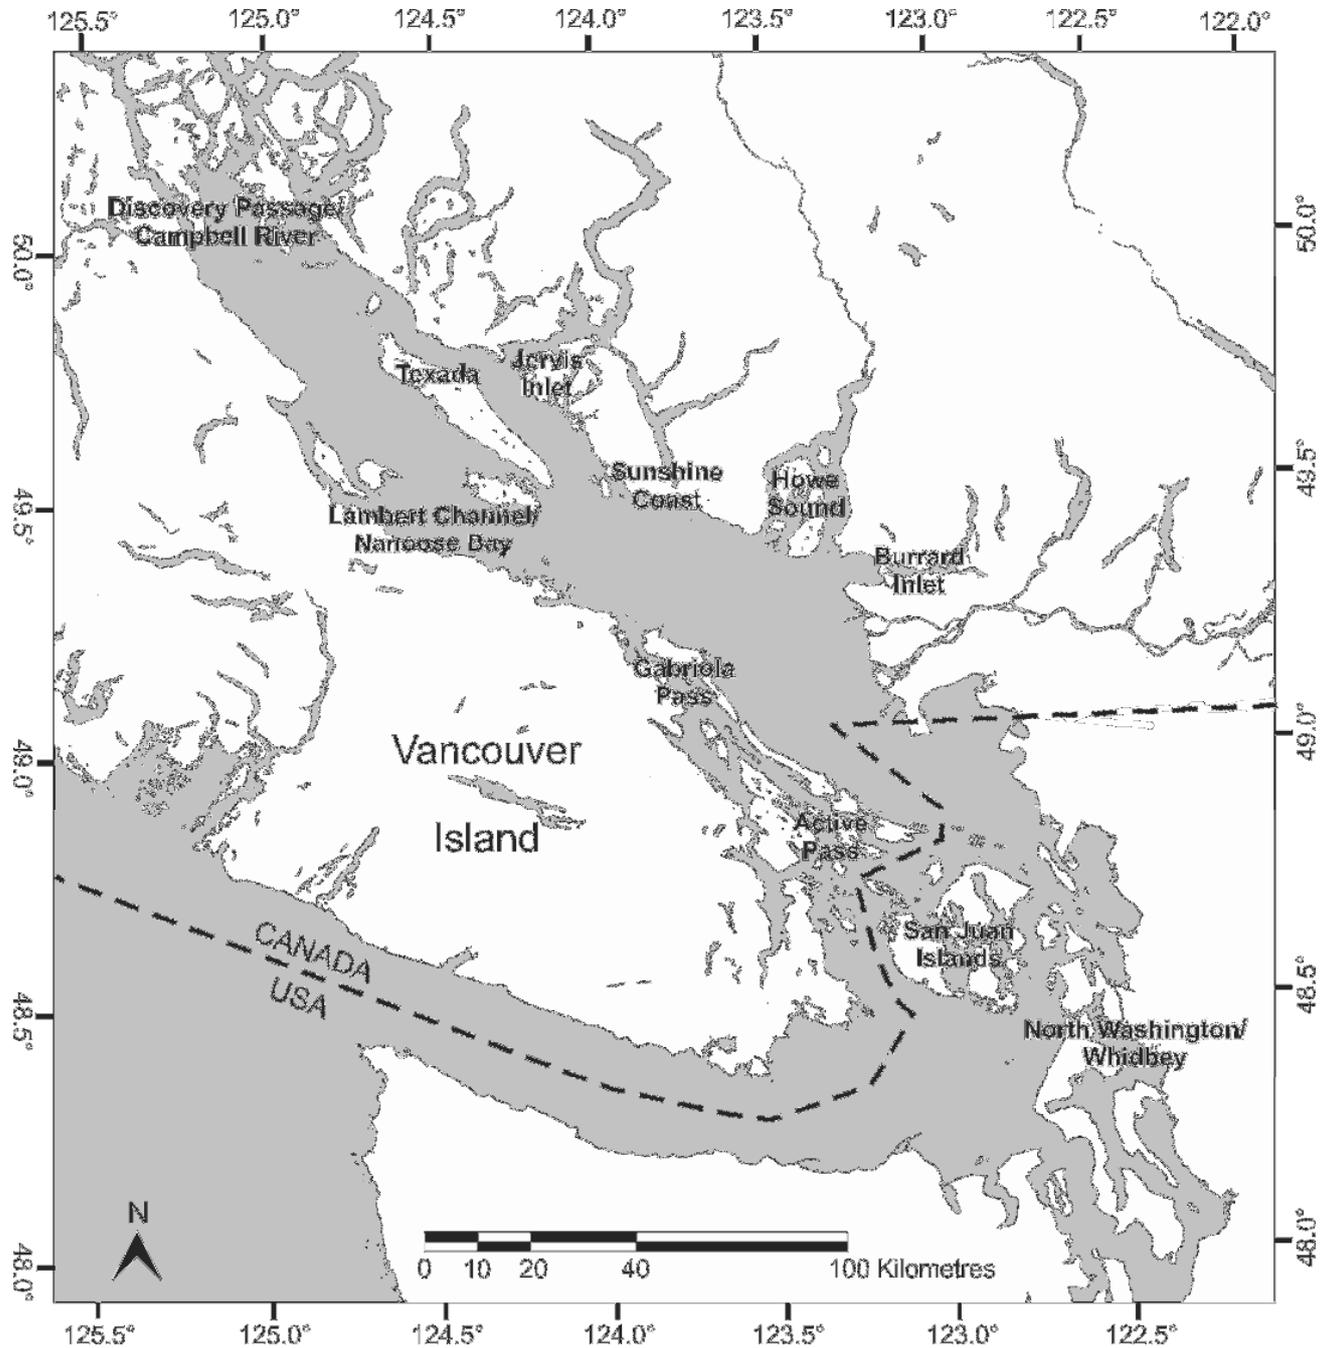 125.5° 125.0° 124.5° 124.0° 123.5° 123.0° 122.5° 122.0°
Discovery Passage/
Campbell River
50.0°
50.0°
Jervis
Inlet
Texada
Sunshine
Coast
Howe
Sound
49.5°
49.5°
Lambert Channel/
Nanoose Bay
Burrard
Inlet
Gabriola
Pass
49.0°
49.0°
Vancouver
Island
Active
Pass
San Juan
Islands
CANADA
USA
48.5°
48.5°
North Washington/
Whidbey
N
48.0°
48.0°
0 10 20 40 100 Kilometres
125.5° 125.0° 124.5° 124.0° 123.5° 123.0° 122.5°